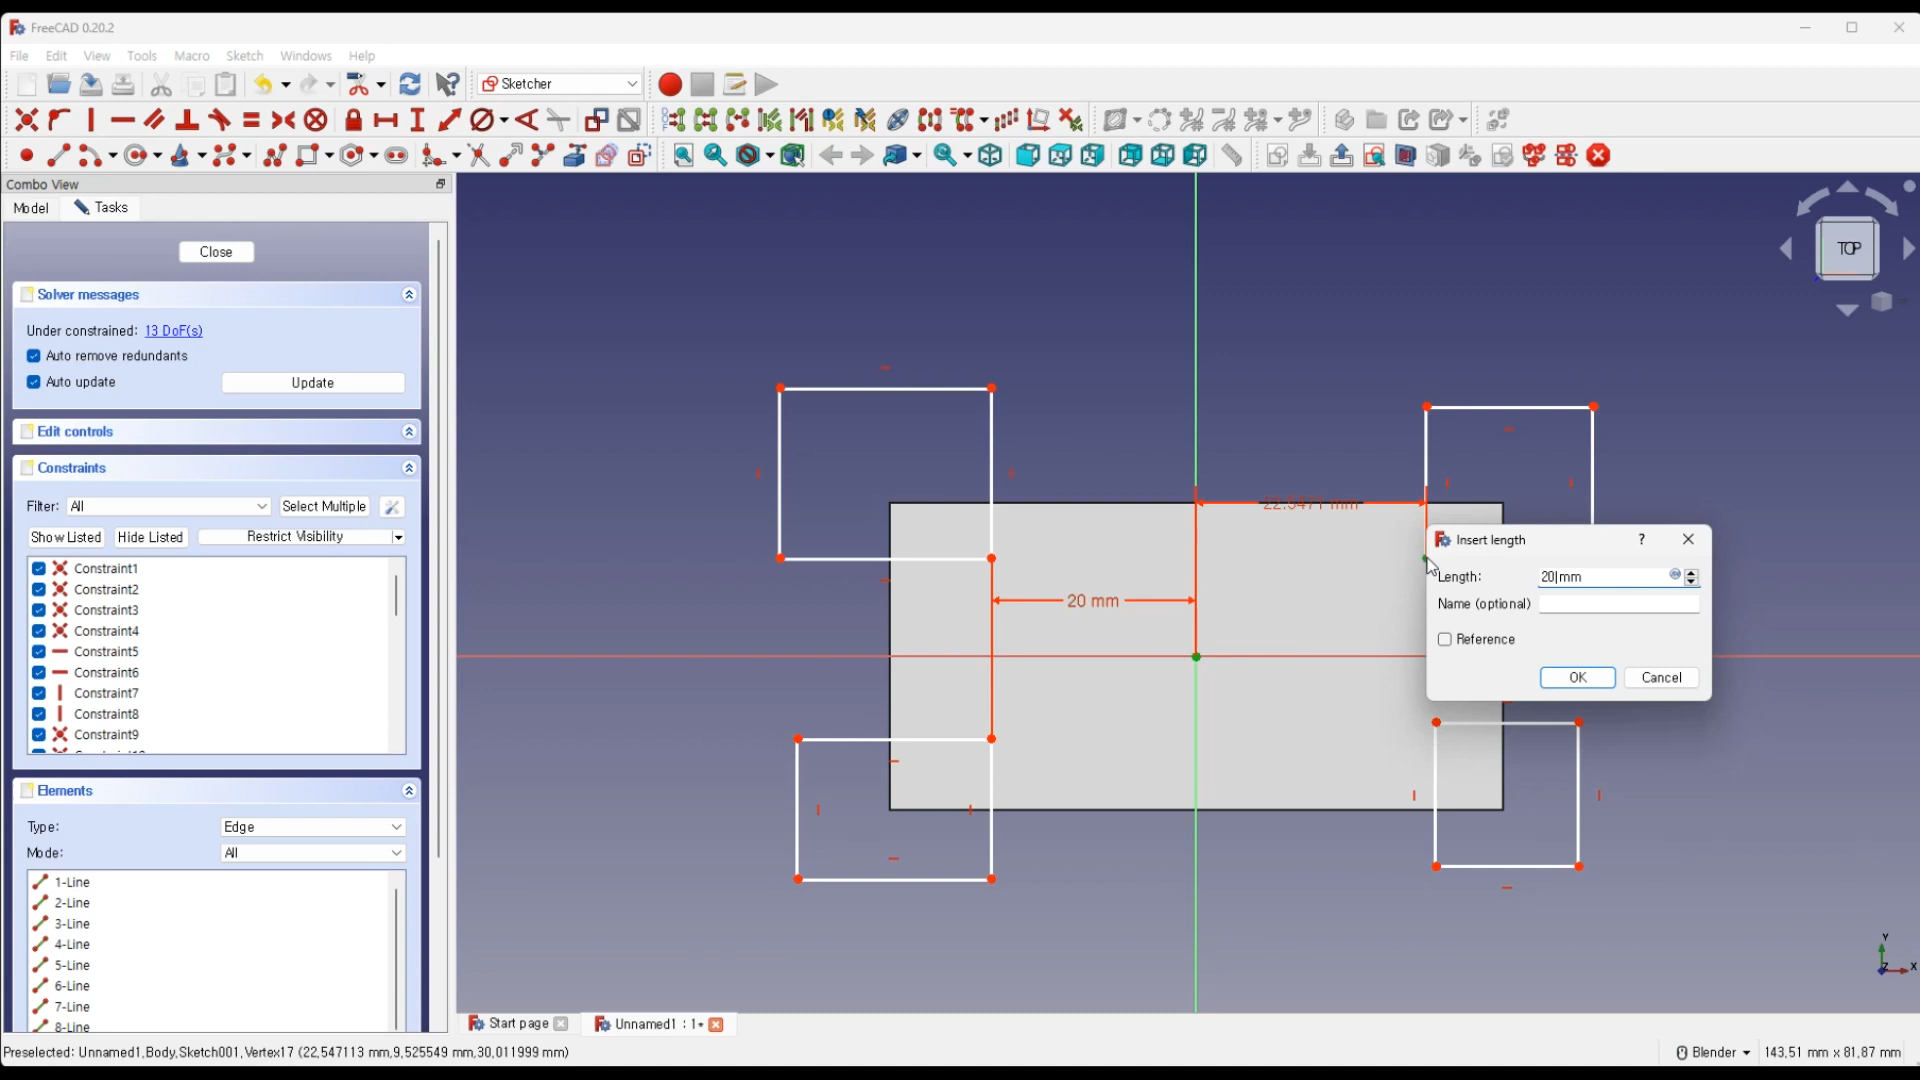 FreeCAD 0.20.2
File Edit View Tools Macro Sketch Windows Help
Sketcher
Combo View
Model Tasks
Close
Solver messages
Under constrained: 13 DoF(s)
Auto remove redundants
Auto update Update
Edit controls
Constraints
Filter: All Select Multiple
Show Listed Hide Listed Restrict Visibility
Constraint1
Constraint2
Constraint3
Constraint4
Constraint5
Constraint6
Constraint7
Constraint8
Constraint9
Elements
Type: Edge
Mode: All
1-Line
2-Line
3-Line
4-Line
5-Line
6-Line
7-Line
8-Line
TOP
22.5471 mm
20 mm
Insert length ?
Length: 20 mm
Name (optional)
Reference
OK Cancel
Y
Z X
Start page Unnamed1 : 1*
Preselected: Unnamed1,Body,Sketch001,Vertex17 (22,547113 mm,9,525549 mm,30,011999 mm)
Blender 143,51 mm x 81,87 mm